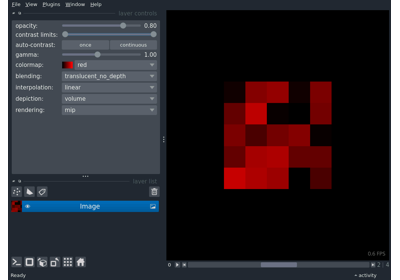 File View Plugins Window Help
layer controls
opacity: 0.80
contrast limits:
auto-contrast: once continuous
gamma: 1.00
colormap: red
blending: translucent_no_depth
interpolation: linear
depiction: volume
rendering: mip
layer list
Image
0.6 FPS
0 2 4
Ready activity